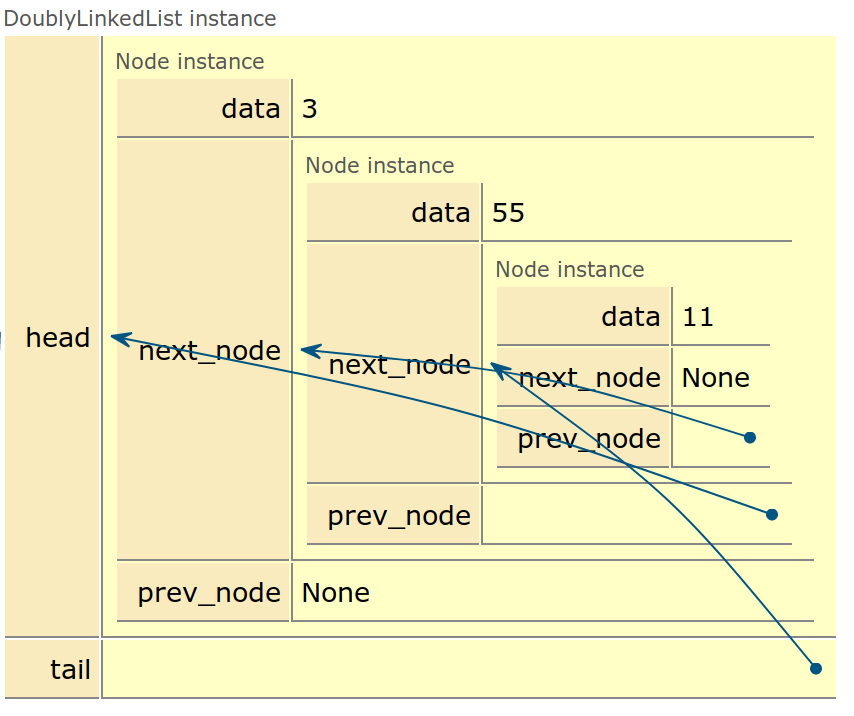 DoublyLinkedList instance
Node instance
data 3
Node instance
data 55
Node instance
data 11
head
next_node
next_node
next_node None
prev_node
prev_node
prev_node None
tail